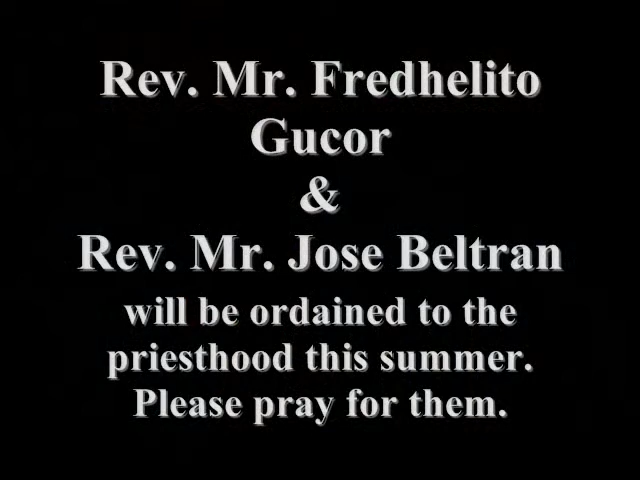 Rev. Mr. Fredhelito
Gucor
&
Rev. Mr. Jose Beltran
will be ordained to the
priesthood this summer.
Please pray for them.